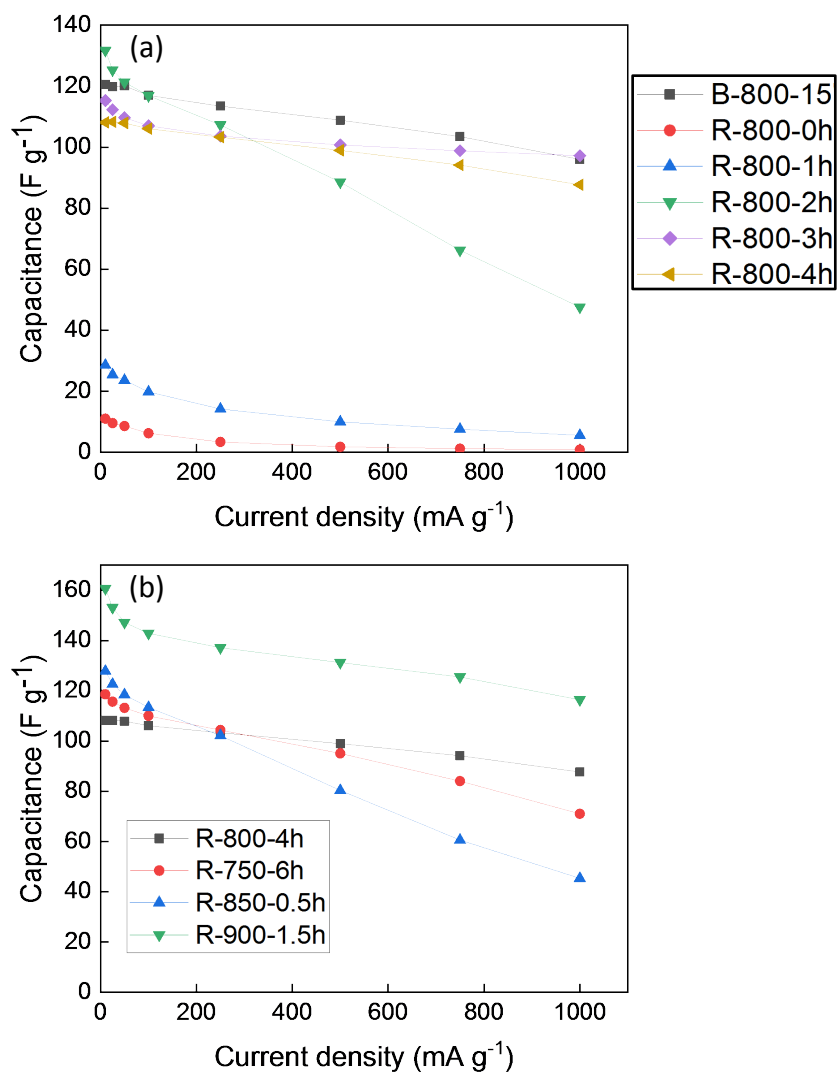 (a)
140
120
100
80
60
40
20
0
Capacitance (F g⁻¹)
0 200 400 600 800 1000
Current density (mA g⁻¹)
B-800-15
R-800-0h
R-800-1h
R-800-2h
R-800-3h
R-800-4h
(b)
160
140
120
100
80
60
40
20
0
Capacitance (F g⁻¹)
R-800-4h
R-750-6h
R-850-0.5h
R-900-1.5h
0 200 400 600 800 1000
Current density (mA g⁻¹)